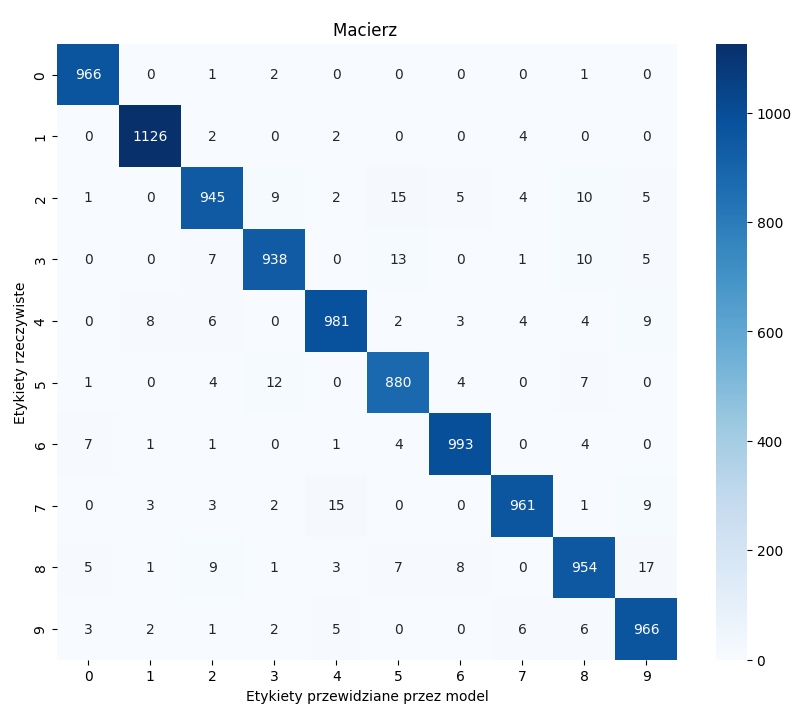 Macierz
0 966 0 1 2 0 0 0 0 1 0
1 0 1126 2 0 2 0 0 4 0 0
2 1 0 945 9 2 15 5 4 10 5
3 0 0 7 938 0 13 0 1 10 5
4 0 8 6 0 981 2 3 4 4 9
5 1 0 4 12 0 880 4 0 7 0
6 7 1 1 0 1 4 993 0 4 0
7 0 3 3 2 15 0 0 961 1 9
8 5 1 9 1 3 7 8 0 954 17
9 3 2 1 2 5 0 0 6 6 966
0 1 2 3 4 5 6 7 8 9
Etykiety rzeczywiste
Etykiety przewidziane przez model
1000
800
600
400
200
0